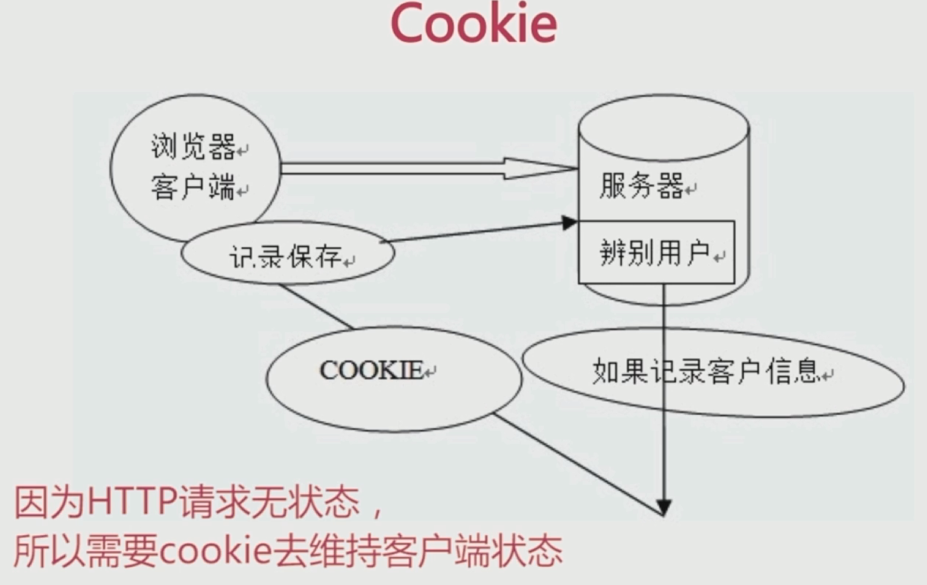 Cookie
浏览器
客户端
服务器
辨别用户
记录保存
COOKIE
如果记录客户信息
因为HTTP请求无状态，
所以需要cookie去维持客户端状态